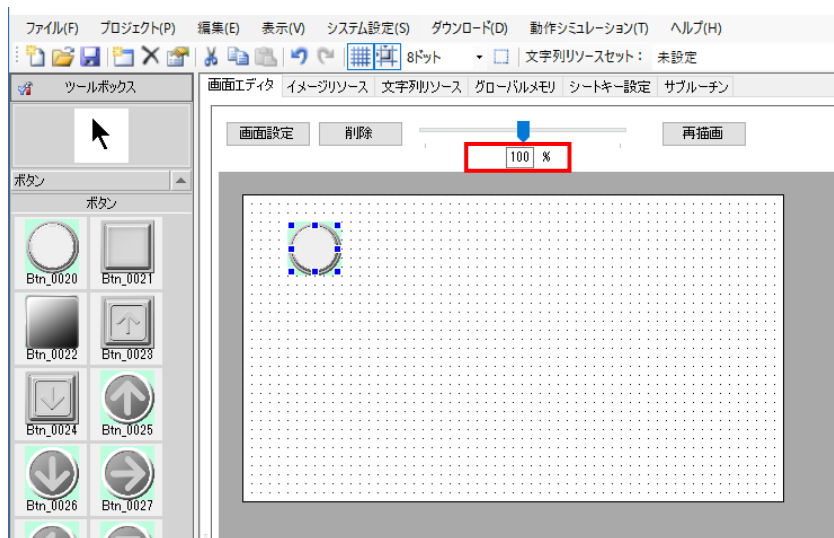 ファイル(F) プロジェクト(P) 編集(E) 表示(V) システム設定(S) ダウンロード(D) 動作シミュレーション(T) ヘルプ(H)
8ドット 文字列リソースセット： 未設定
ツールボックス 画面エディタ イメージリソース 文字列リソース グローバルメモリ シートキー設定 サブルーチン
画面設定 削除 再描画
100 %
ボタン
ボタン
Btn_0020 Btn_0021
Btn_0022 Btn_0023
Btn_0024 Btn_0025
Btn_0026 Btn_0027